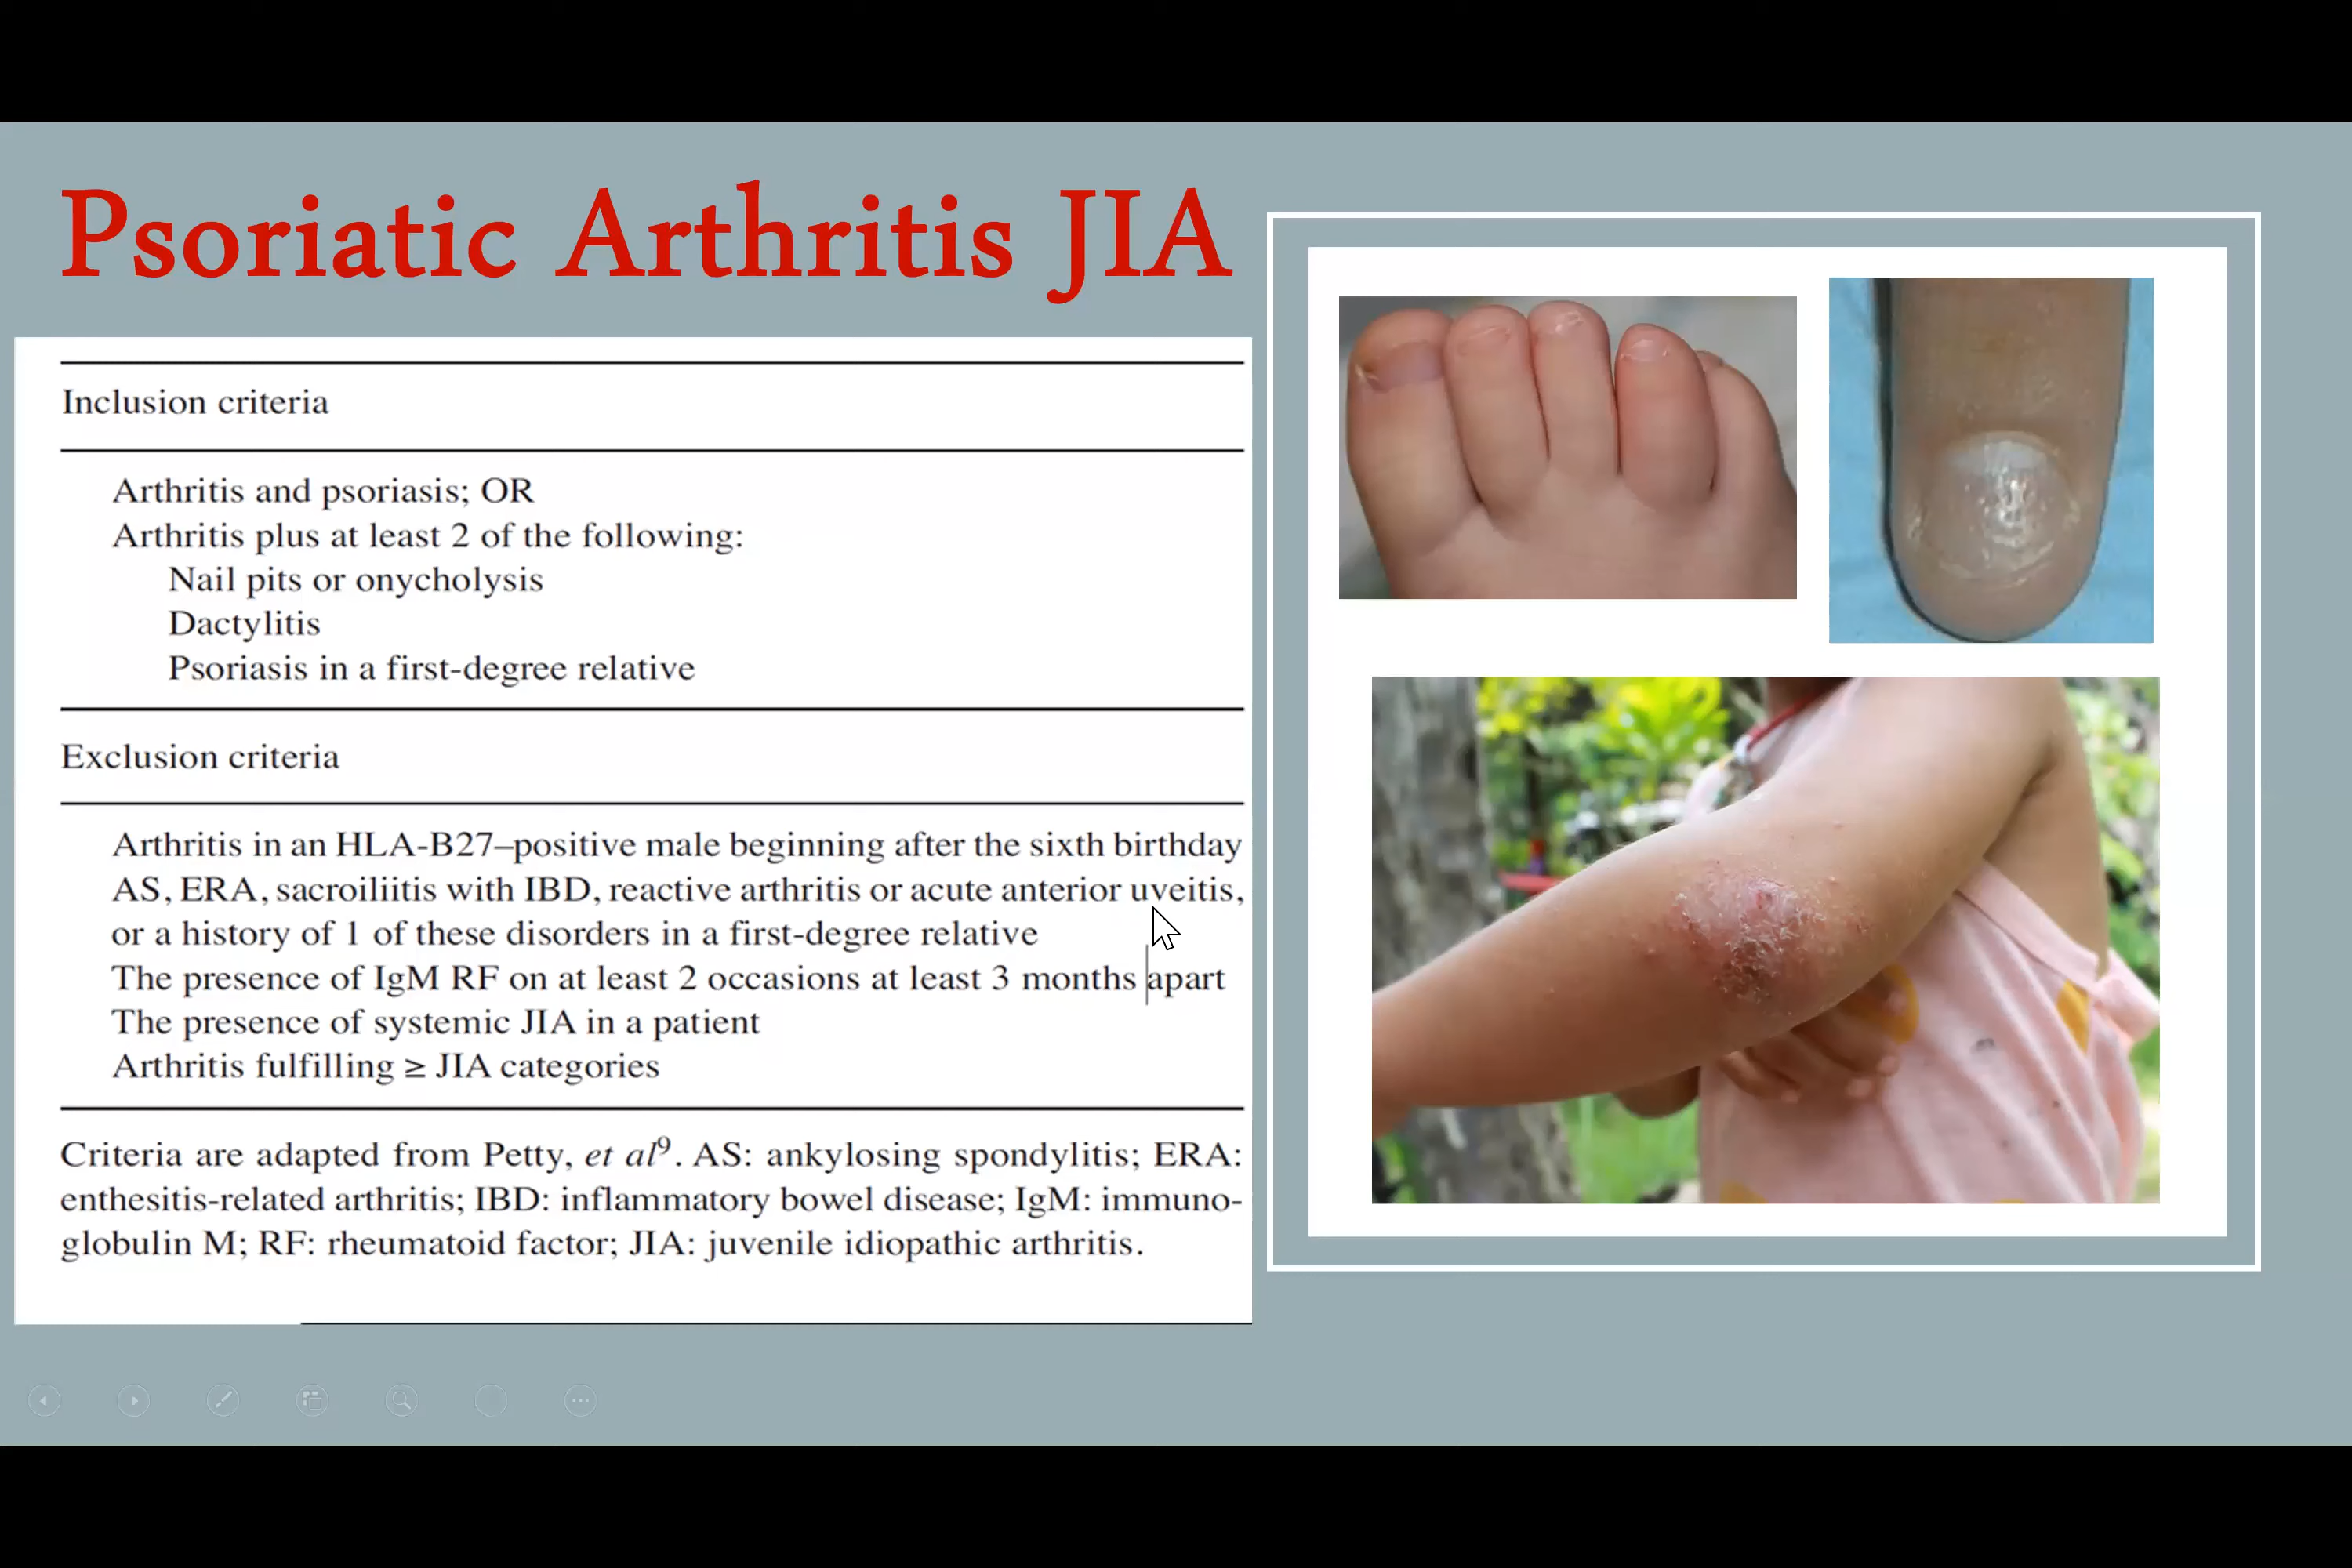 Psoriatic Arthritis JIA
Inclusion criteria
Arthritis and psoriasis; OR
Arthritis plus at least 2 of the following:
Nail pits or onycholysis
Dactylitis
Psoriasis in a first-degree relative
Exclusion criteria
Arthritis in an HLA-B27–positive male beginning after the sixth birthday
AS, ERA, sacroiliitis with IBD, reactive arthritis or acute anterior uveitis,
or a history of 1 of these disorders in a first-degree relative
The presence of IgM RF on at least 2 occasions at least 3 months apart
The presence of systemic JIA in a patient
Arthritis fulfilling ≥ JIA categories
Criteria are adapted from Petty, et al⁹. AS: ankylosing spondylitis; ERA:
enthesitis-related arthritis; IBD: inflammatory bowel disease; IgM: immuno-
globulin M; RF: rheumatoid factor; JIA: juvenile idiopathic arthritis.